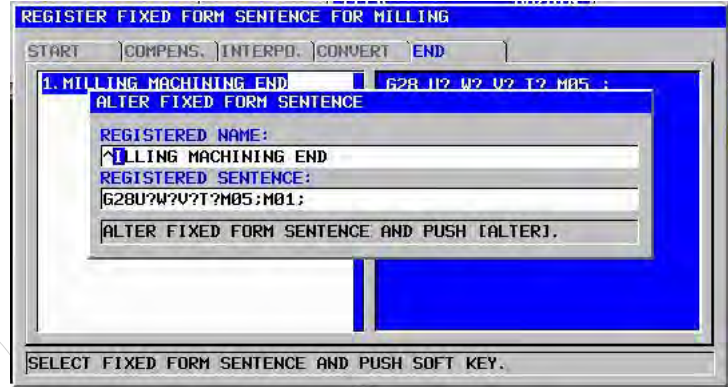 REGISTER FIXED FORM SENTENCE FOR MILLING
START COMPENS. INTERPO. CONVERT END
1.MILLING MACHINING END G28 U? W? V? T? M05 ;
ALTER FIXED FORM SENTENCE
REGISTERED NAME:
^ILLING MACHINING END
REGISTERED SENTENCE:
G28U?W?V?T?M05;M01;
ALTER FIXED FORM SENTENCE AND PUSH [ALTER].
SELECT FIXED FORM SENTENCE AND PUSH SOFT KEY.